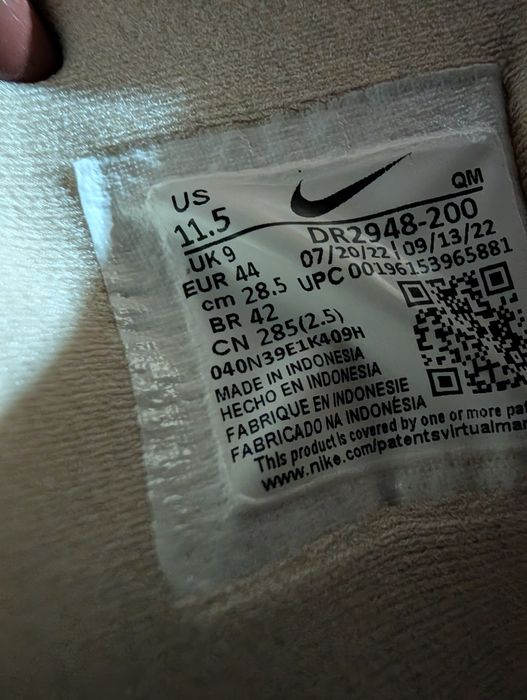 US
11.5
QM
UK 9
DR2948-200
EUR 44
07/20/22 | 09/13/22
cm 28.5
UPC 00196153965881
BR 42
CN 285(2.5)
040N39E1K409H
MADE IN INDONESIA
HECHO EN INDONESIA
FABRIQUE EN INDONESIE
FABRICADO NA INDONÉSIA
This product is covered by one or more
www.nike.com/patentsvirtualmar